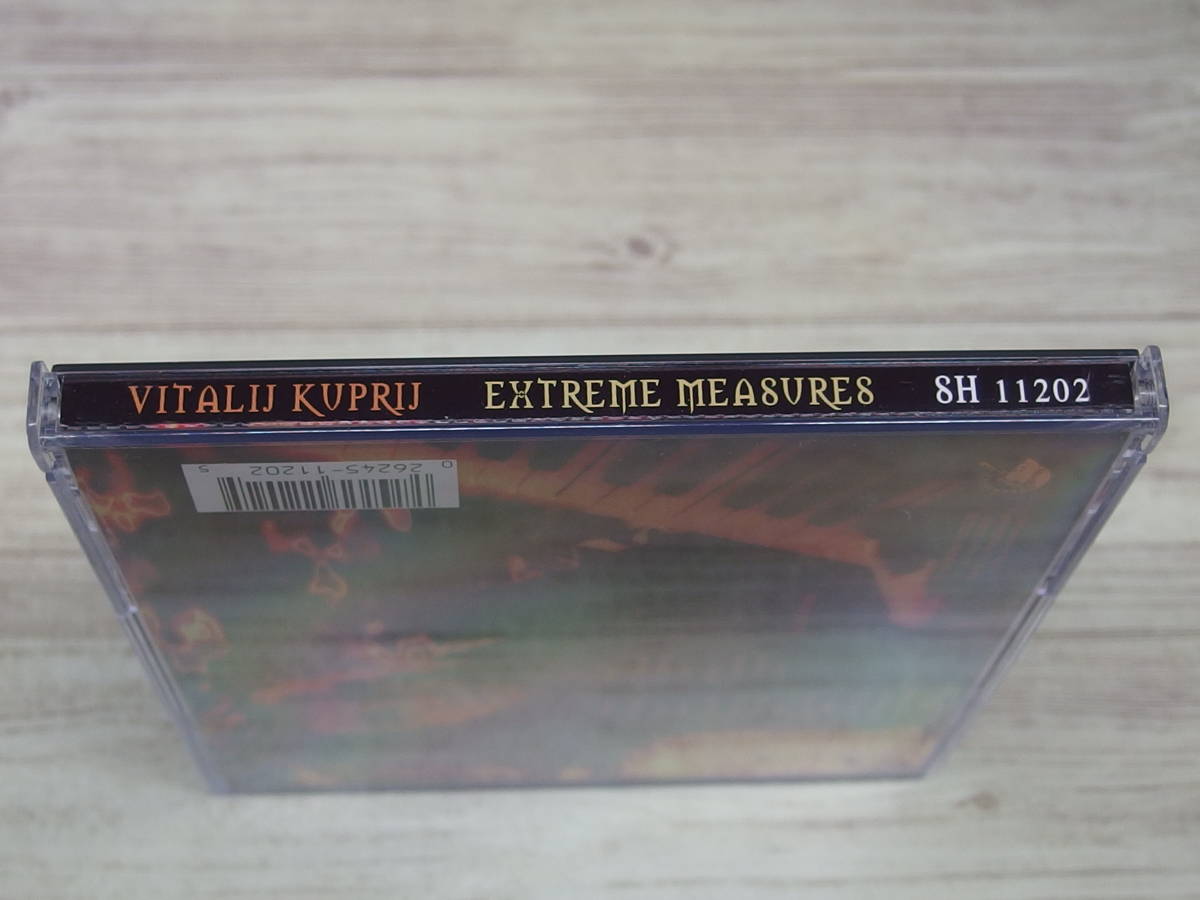 VITALIJ KUPRIJ EXTREME MEASURES SH 11202
0 26245-11202 5